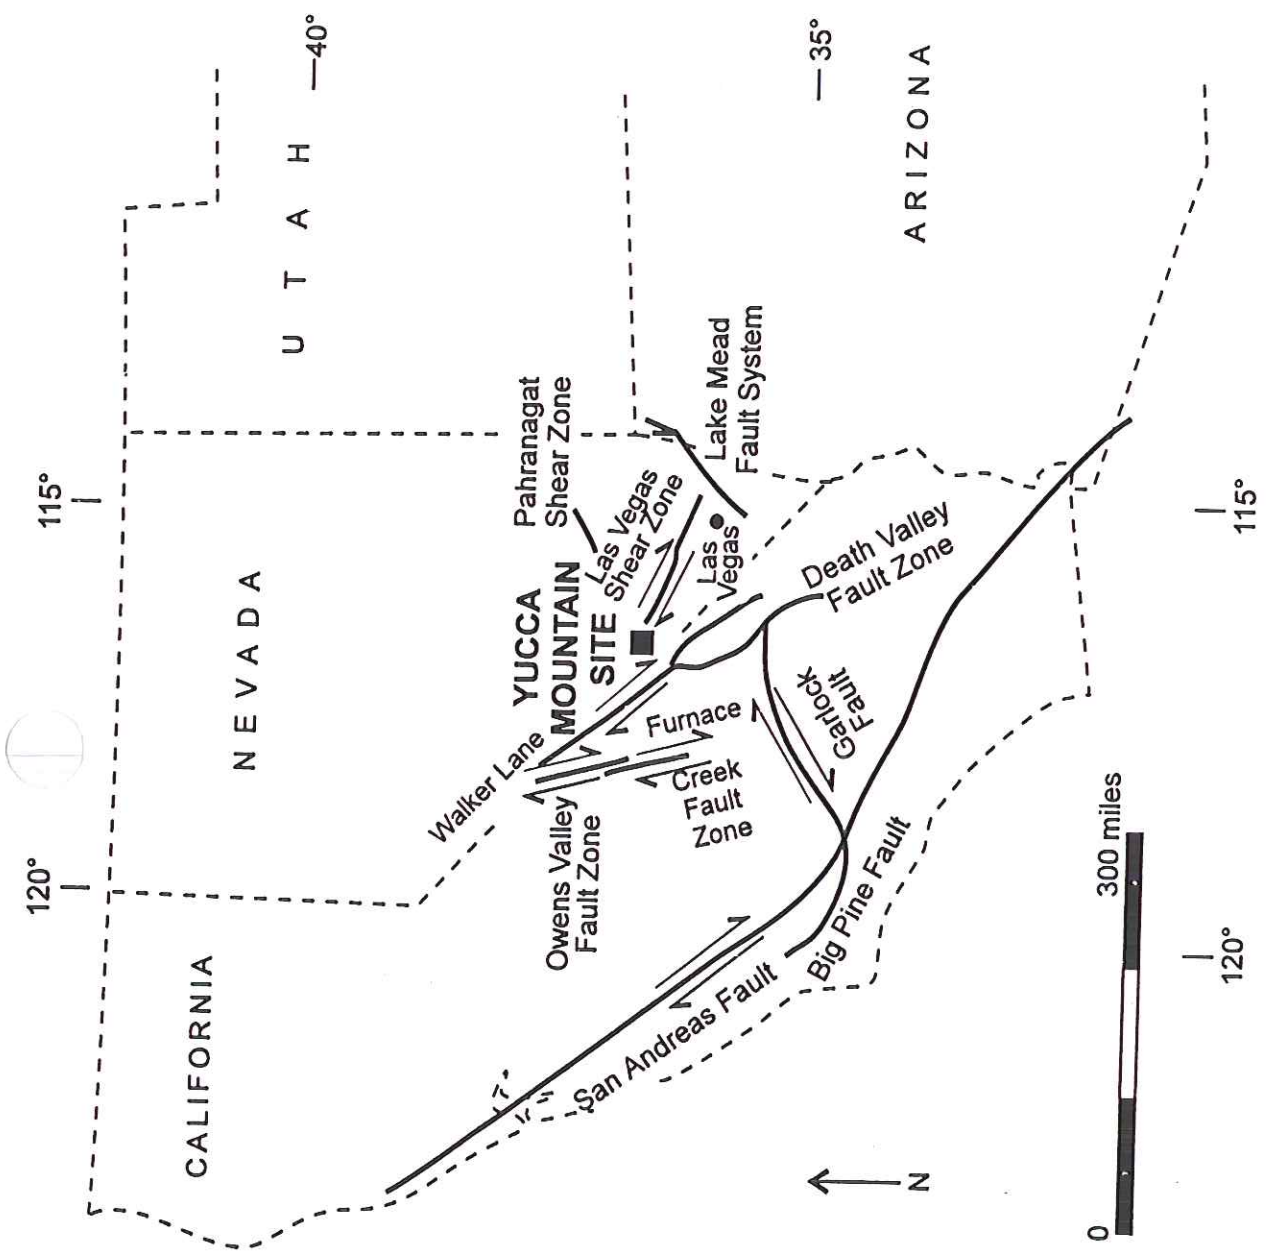 120°
115°
40°
CALIFORNIA
NEVADA
UTAH
Walker Lane
YUCCA
MOUNTAIN
SITE
Pahranagat
Shear Zone
Las Vegas
Shear Zone
Owens Valley
Fault Zone
Furnace
Creek
Fault
Zone
Las
Vegas
Lake Mead
Fault System
Death Valley
Fault Zone
Garlock
Fault
San Andreas Fault
Big Pine Fault
35°
ARIZONA
N
0
300 miles
120°
115°